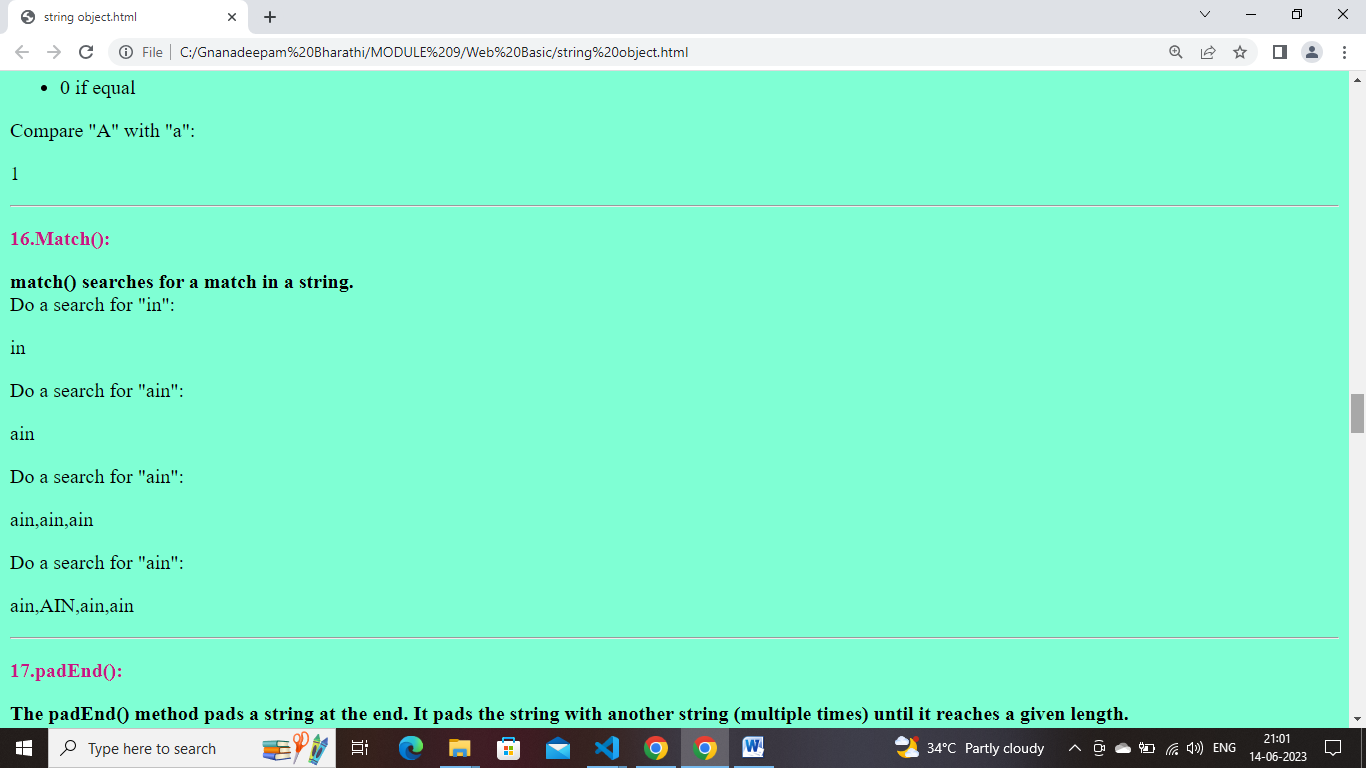 string object.html
File
C:/Gnanadeepam%20Bharathi/MODULE%209/Web%20Basic/string%20object.html
0 if equal
Compare "A" with "a":
1
16.Match():
match() searches for a match in a string.
Do a search for "in":
in
Do a search for "ain":
ain
Do a search for "ain":
ain,ain,ain
Do a search for "ain":
ain,AIN,ain,ain
17.padEnd():
The padEnd() method pads a string at the end. It pads the string with another string (multiple times) until it reaches a given length.
Type here to search
34°C Partly cloudy
ENG
21:01
14-06-2023